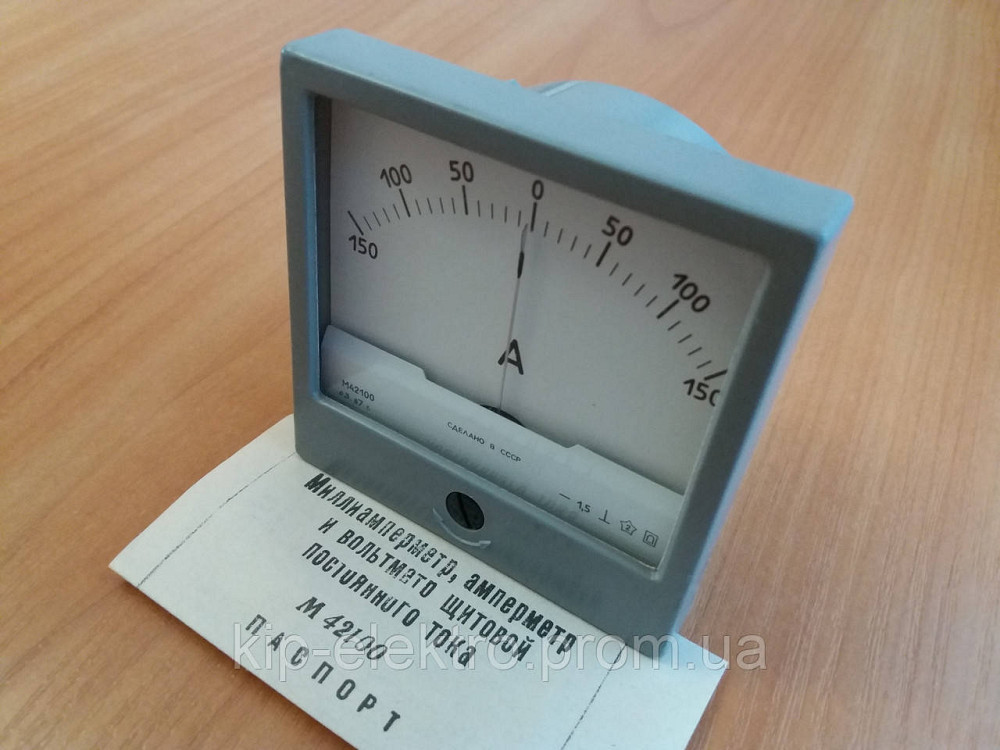 150 100 50 0 50 100 150
A
М42100
СДЕЛАНО В СССР
— 1,5 ⊥ 2
Миллиамперметр, амперметр
и вольтметр щитовой
постоянного тока
М 42100
ПАСПОРТ
kip-elektro.prom.ua